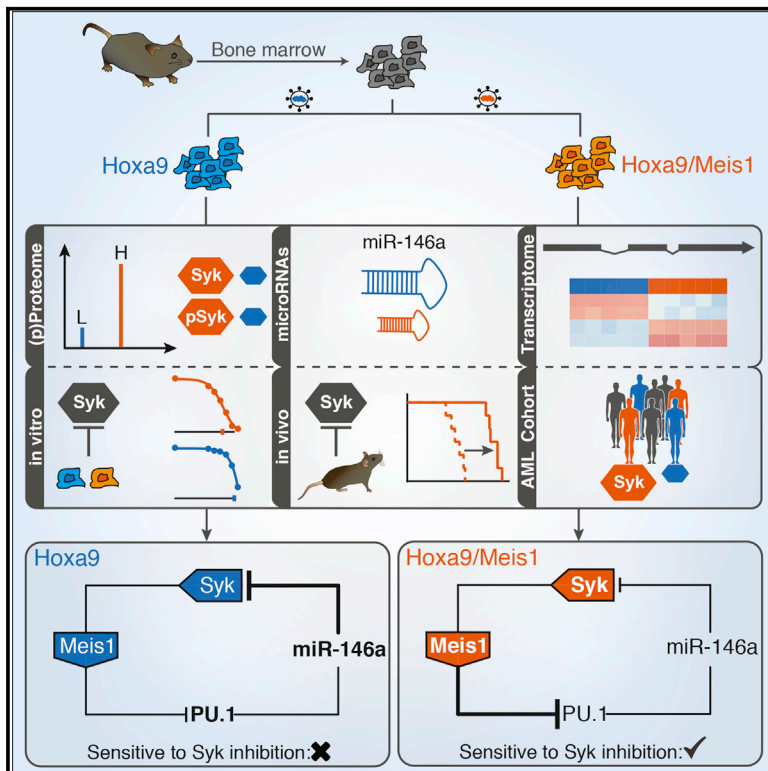 Bone marrow
Hoxa9
Hoxa9/Meis1
(p)Proteome
L
H
Syk
pSyk
microRNAs
miR-146a
Transcriptome
in vitro
Syk
in vivo
Syk
AML Cohort
Syk
Hoxa9
Syk
Meis1
miR-146a
PU.1
Sensitive to Syk inhibition:✖
Hoxa9/Meis1
Syk
Meis1
miR-146a
PU.1
Sensitive to Syk inhibition:✓